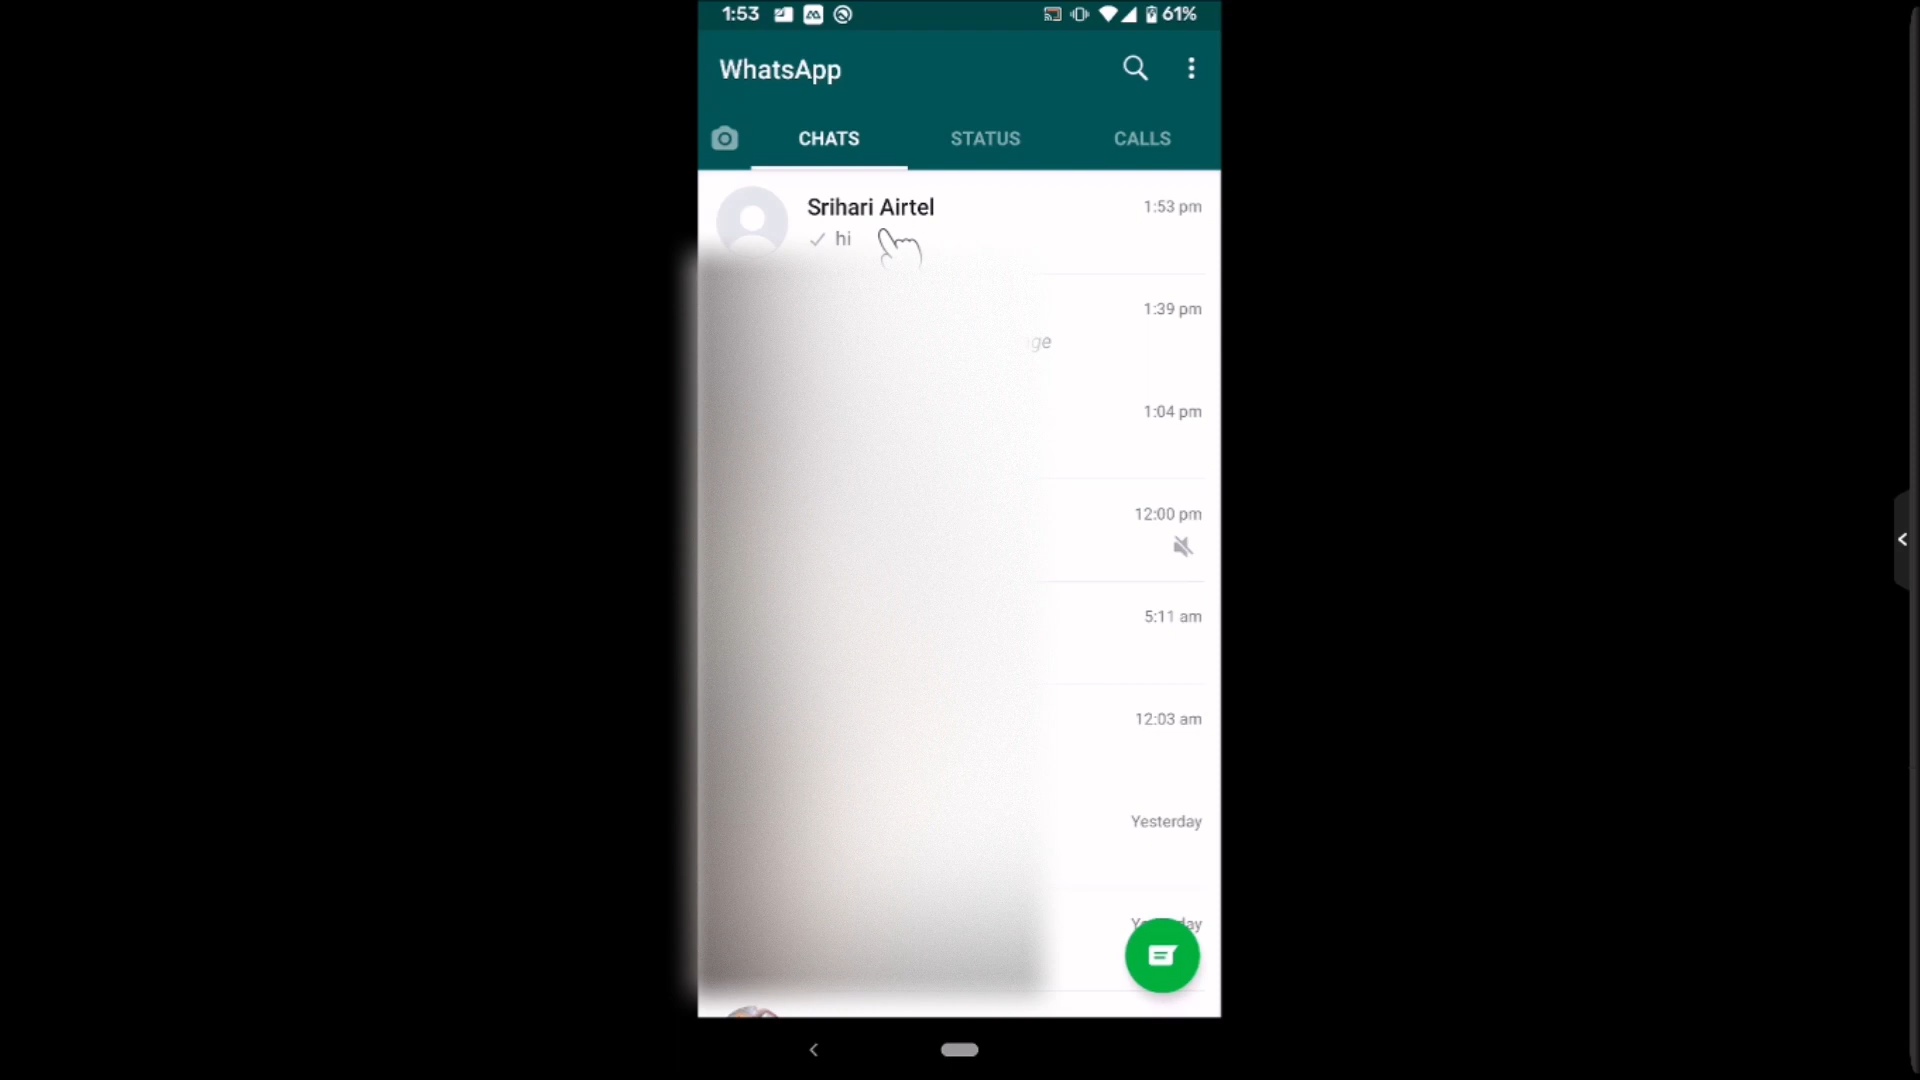 1:53 61%
WhatsApp
CHATS STATUS CALLS
Srihari Airtel 1:53 pm
hi
1:39 pm
1:04 pm
12:00 pm
5:11 am
12:03 am
Yesterday